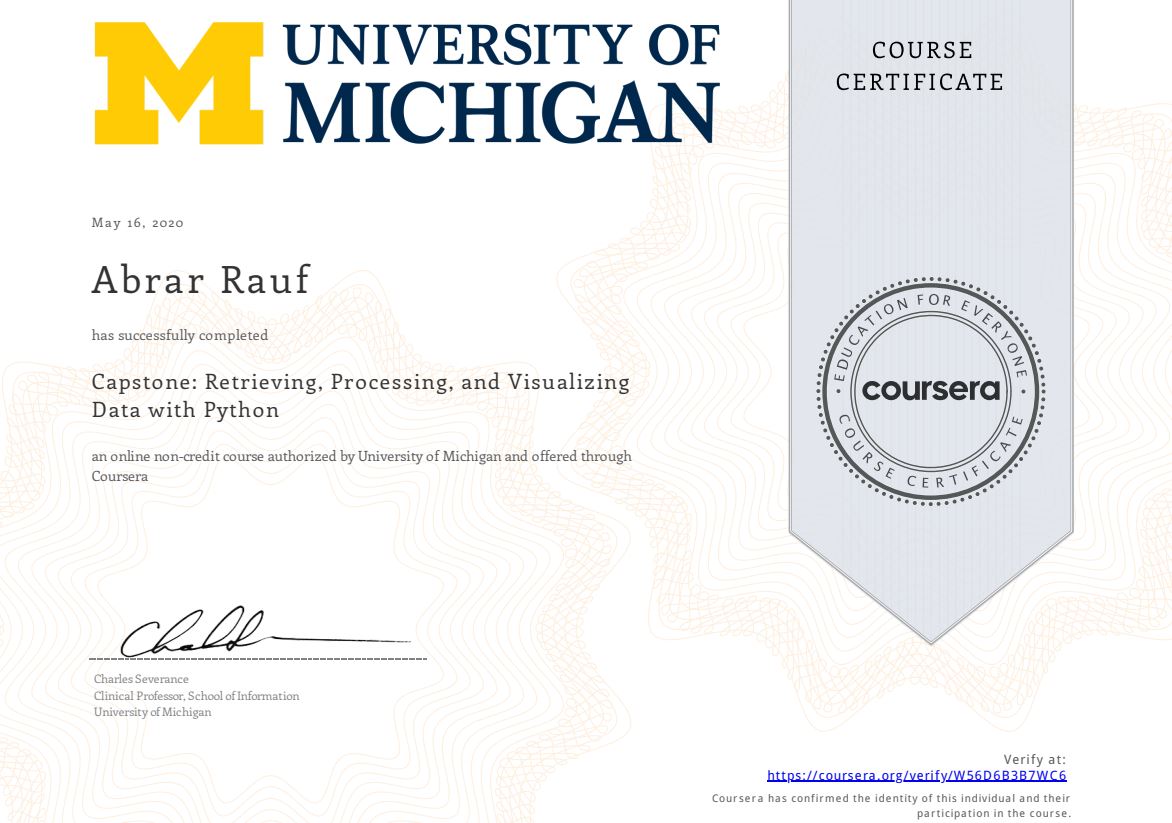 UNIVERSITY OF
MICHIGAN
COURSE
CERTIFICATE
May 16, 2020
Abrar Rauf
has successfully completed
Capstone: Retrieving, Processing, and Visualizing
Data with Python
an online non-credit course authorized by University of Michigan and offered through
Coursera
EDUCATION FOR EVERYONE
coursera
COURSE CERTIFICATE
Charles Severance
Clinical Professor, School of Information
University of Michigan
Verify at:
https://coursera.org/verify/W56D6B3B7WC6
Coursera has confirmed the identity of this individual and their
participation in the course.